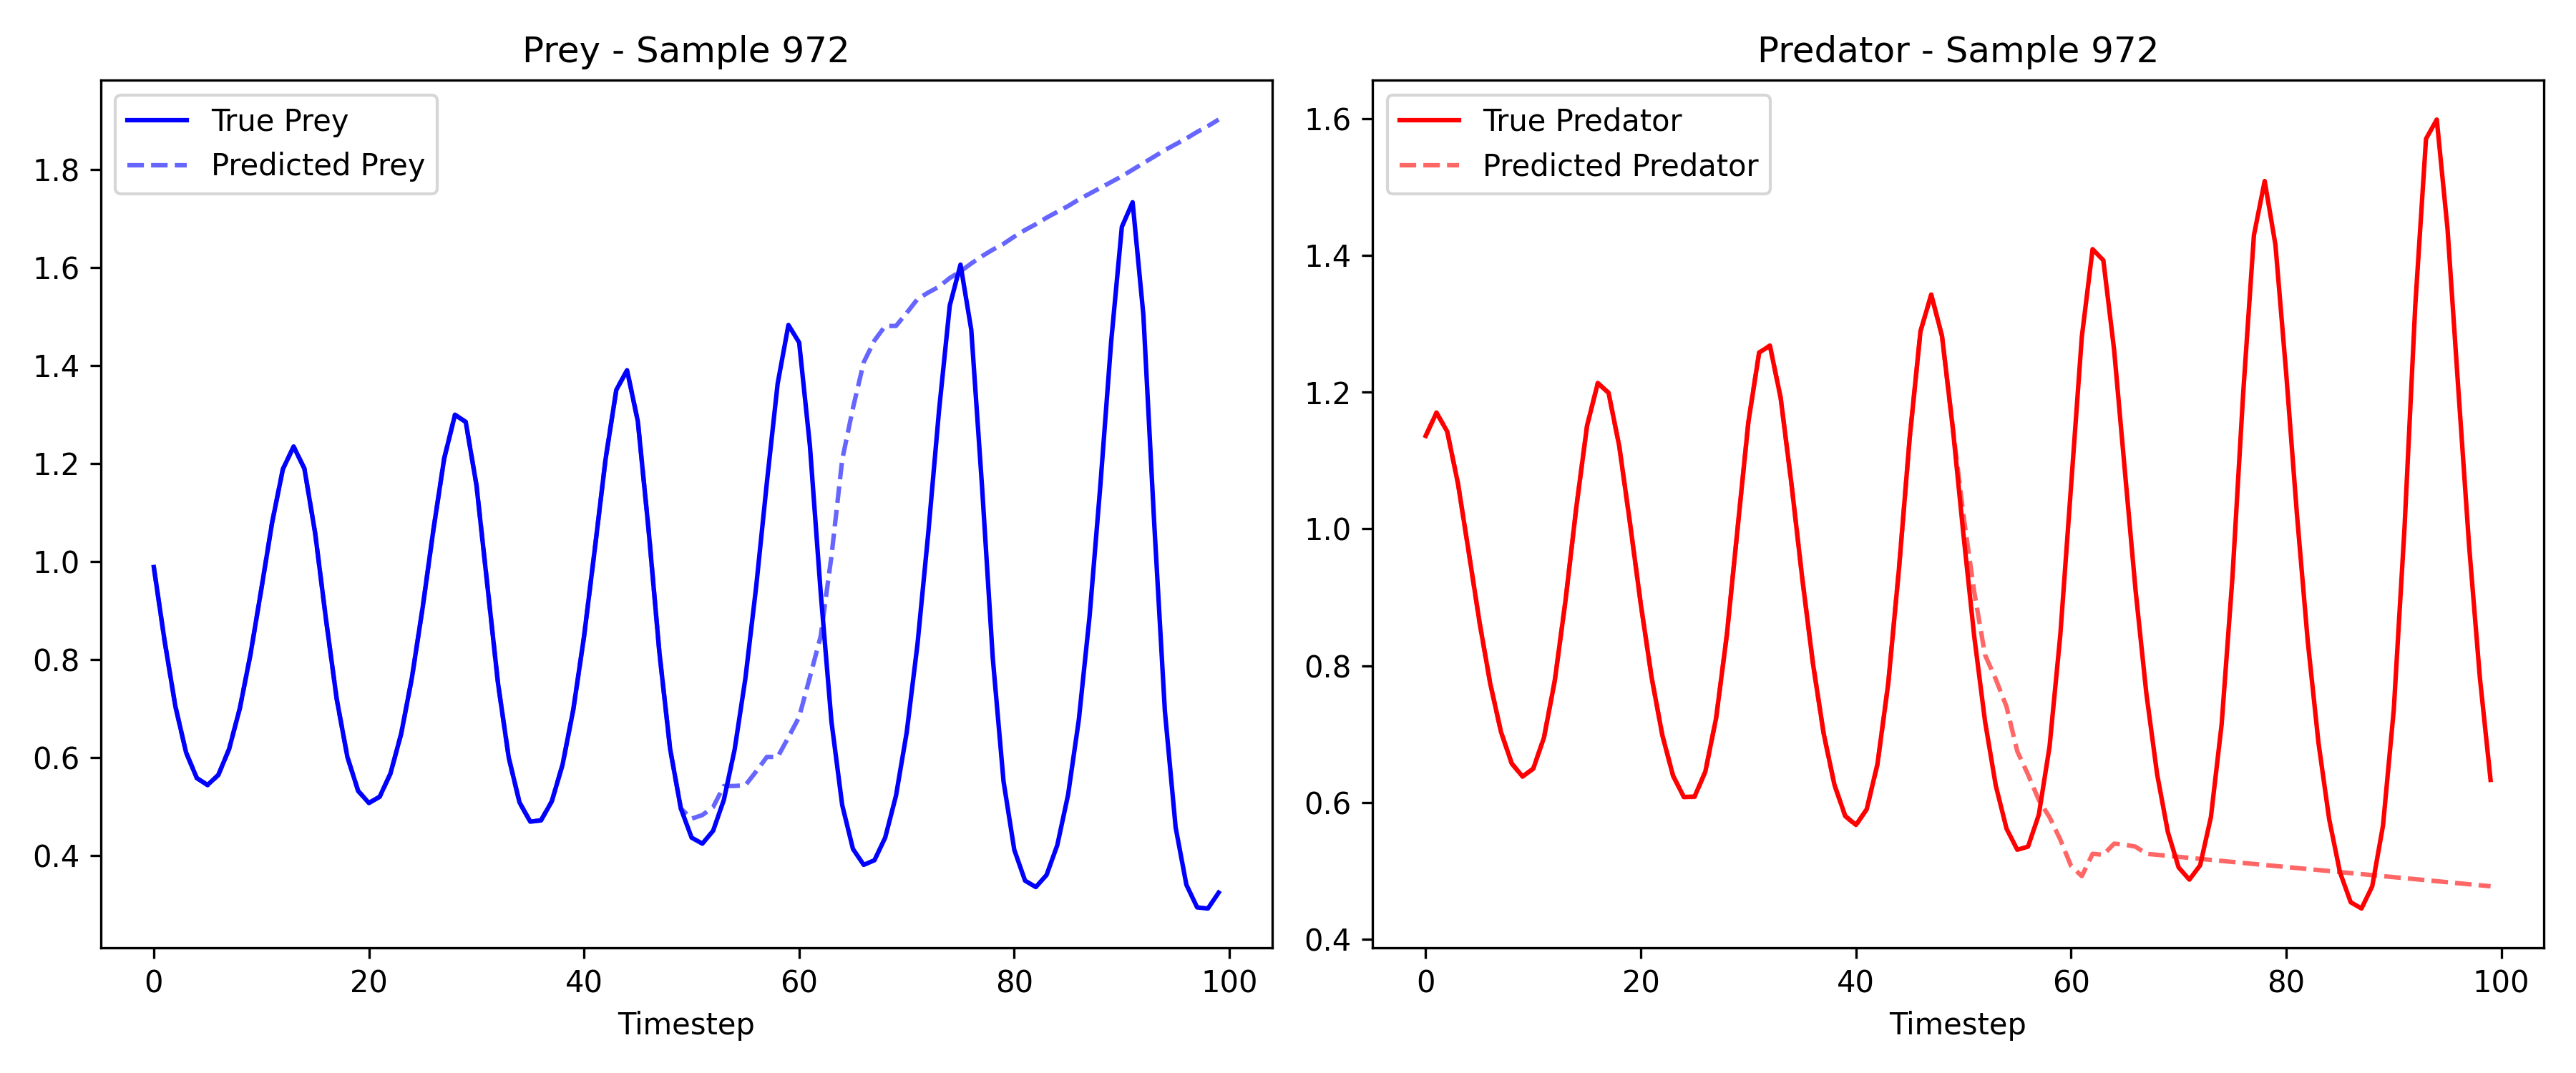 Prey - Sample 972
True Prey
Predicted Prey
1.8
1.6
1.4
1.2
1.0
0.8
0.6
0.4
0 20 40 60 80 100
Timestep
Predator - Sample 972
True Predator
Predicted Predator
1.6
1.4
1.2
1.0
0.8
0.6
0.4
0 20 40 60 80 100
Timestep